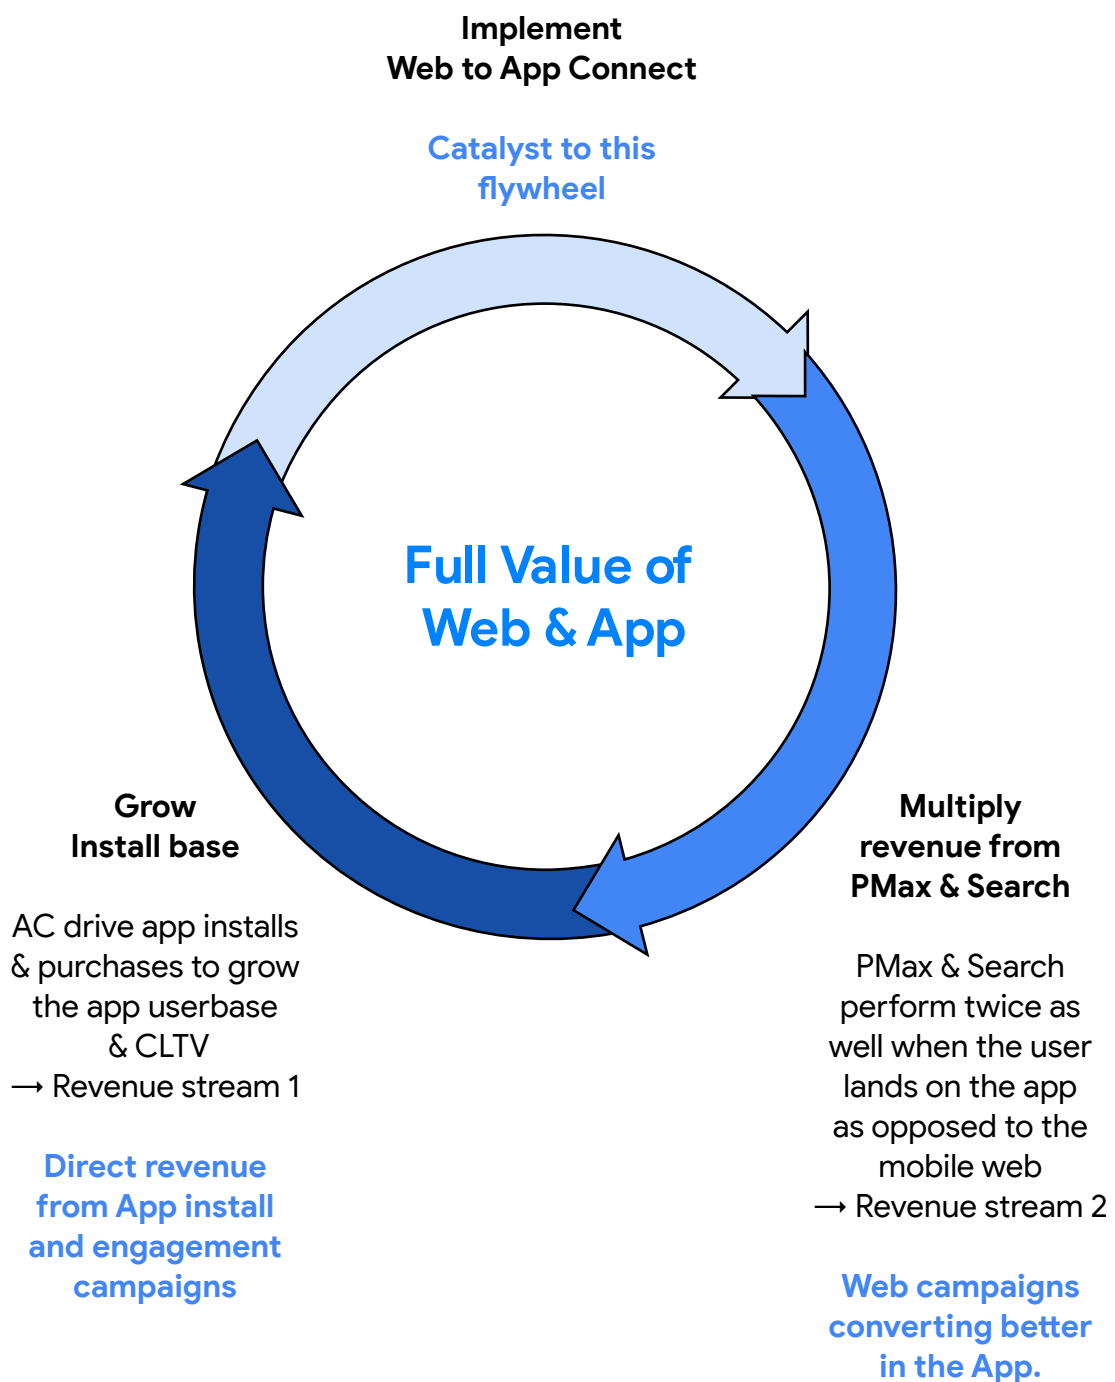 Implement
Web to App Connect
Catalyst to this
flywheel
Full Value of
Web & App
Grow
Install base
AC drive app installs
& purchases to grow
the app userbase
& CLTV
→ Revenue stream 1
Direct revenue
from App install
and engagement
campaigns
Multiply
revenue from
PMax & Search
PMax & Search
perform twice as
well when the user
lands on the app
as opposed to the
mobile web
→ Revenue stream 2
Web campaigns
converting better
in the App.